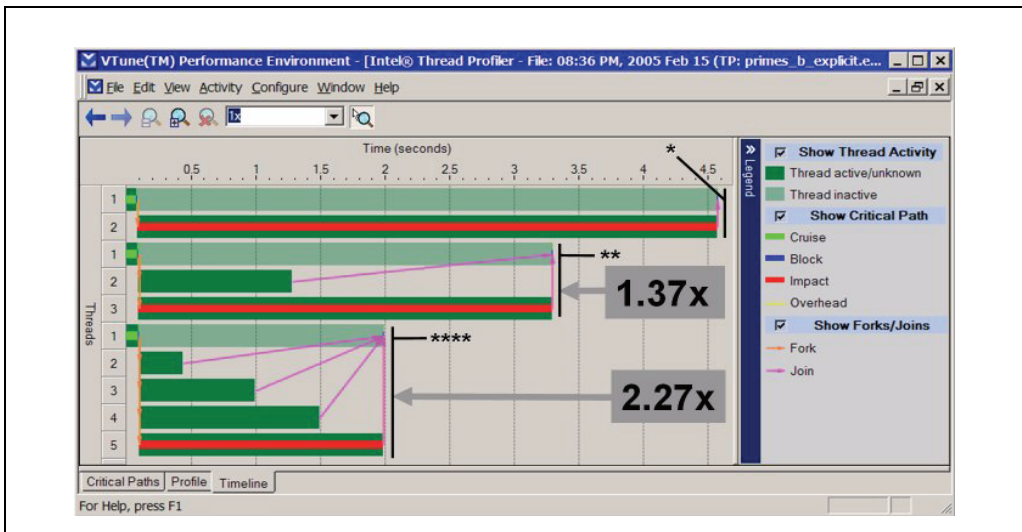 VTune(TM) Performance Environment - [Intel® Thread Profiler - File: 08:36 PM, 2005 Feb 15 (TP: primes_b_explicit.e...
File Edit View Activity Configure Window Help
1x
Time (seconds)
0.5 1 1.5 2 2.5 3 3.5 4 4.5
*
Threads
1
2
1
2
3
1
2
3
4
5
**
1.37x
****
2.27x
» Legend
Show Thread Activity
Thread active/unknown
Thread inactive
Show Critical Path
Cruise
Block
Impact
Overhead
Show Forks/Joins
Fork
Join
Critical Paths Profile Timeline
For Help, press F1